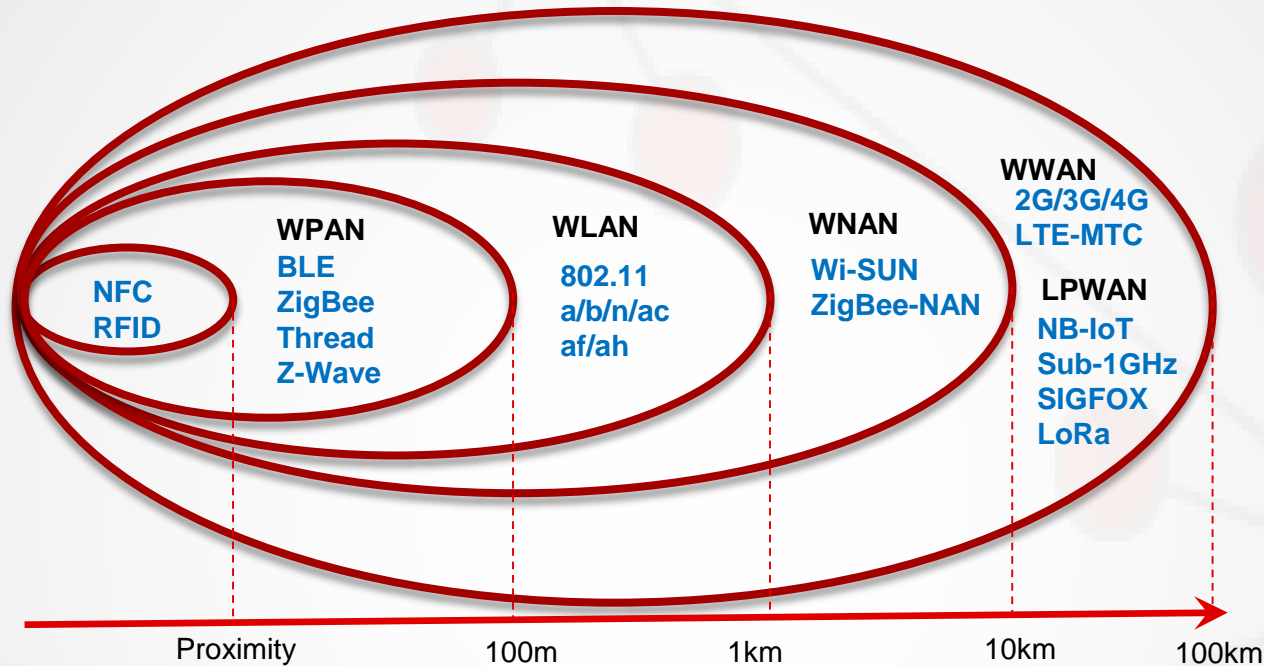 NFC
RFID
WPAN
BLE
ZigBee
Thread
Z-Wave
WLAN
802.11
a/b/n/ac
af/ah
WNAN
Wi-SUN
ZigBee-NAN
WWAN
2G/3G/4G
LTE-MTC
LPWAN
NB-IoT
Sub-1GHz
SIGFOX
LoRa
Proximity
100m
1km
10km
100km